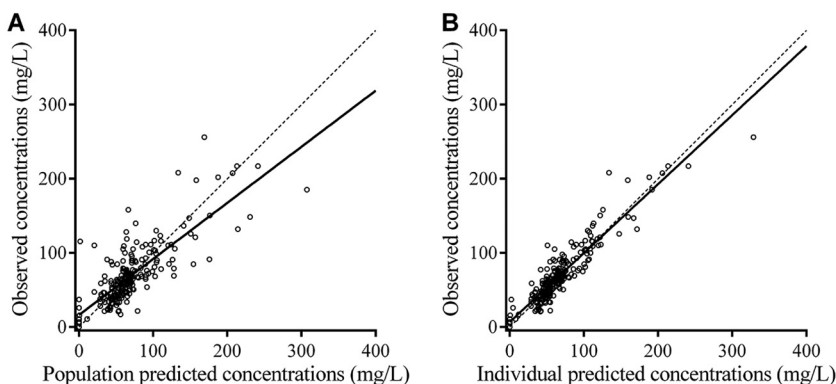 A
Observed concentrations (mg/L)
400
300
200
100
0
0 100 200 300 400
Population predicted concentrations (mg/L)
B
Observed concentrations (mg/L)
400
300
200
100
0
0 100 200 300 400
Individual predicted concentrations (mg/L)